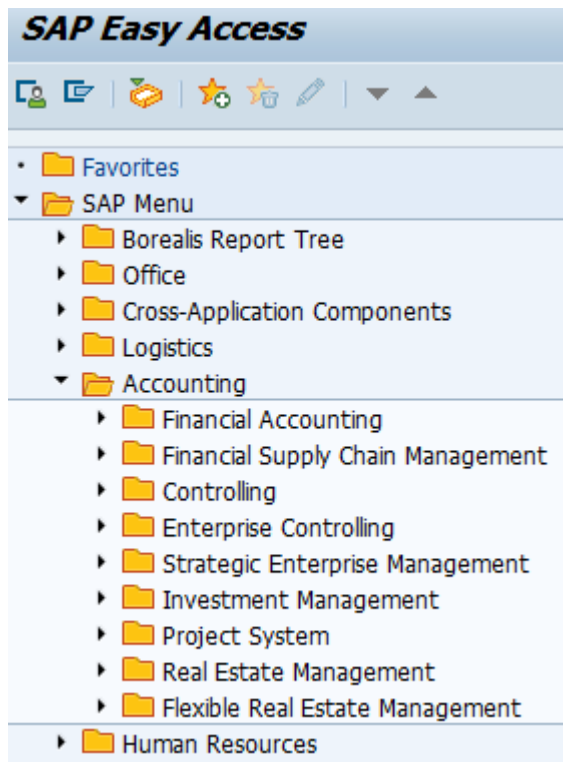 SAP Easy Access
Favorites
SAP Menu
Borealis Report Tree
Office
Cross-Application Components
Logistics
Accounting
Financial Accounting
Financial Supply Chain Management
Controlling
Enterprise Controlling
Strategic Enterprise Management
Investment Management
Project System
Real Estate Management
Flexible Real Estate Management
Human Resources